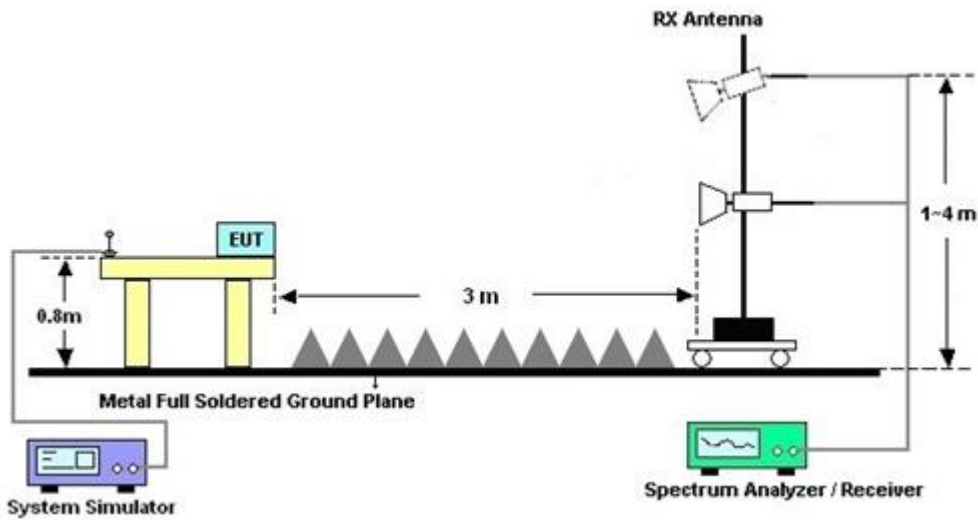 RX Antenna
EUT
1~4 m
3 m
0.8m
Metal Full Soldered Ground Plane
System Simulator
Spectrum Analyzer / Receiver